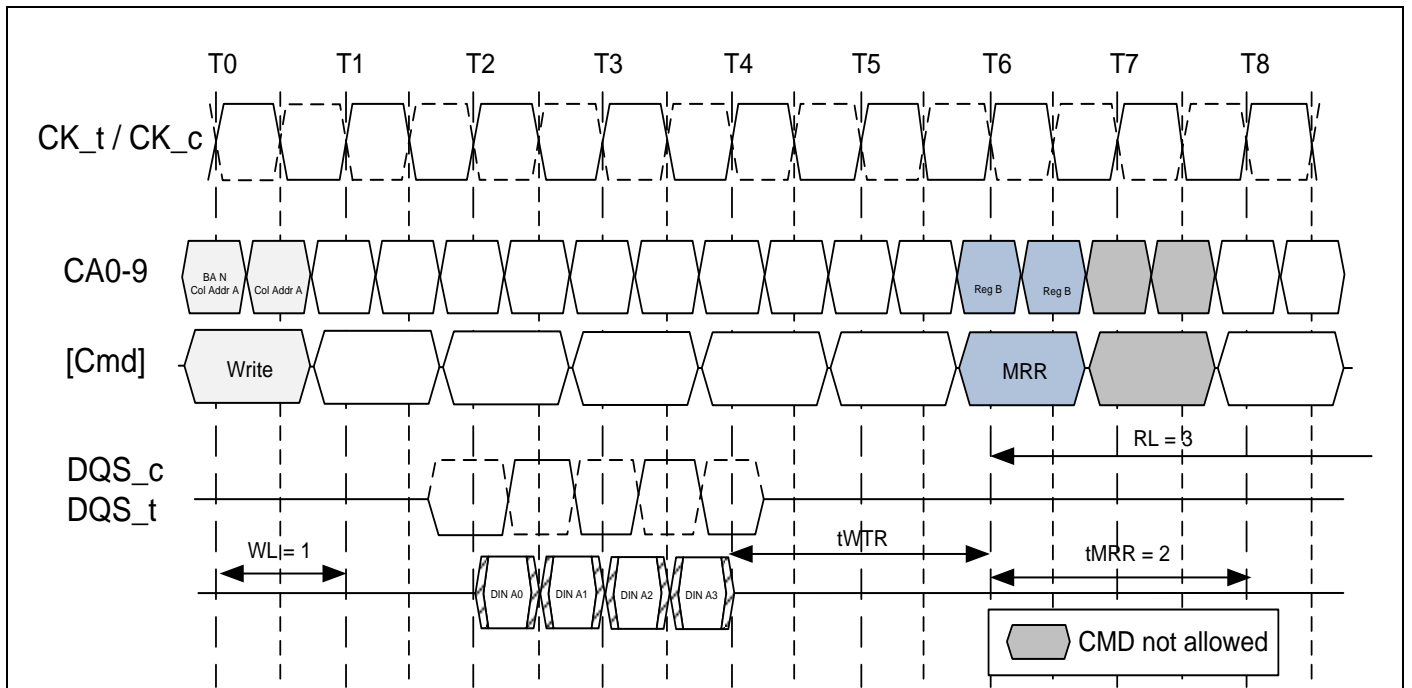 T0 T1 T2 T3 T4 T5 T6 T7 T8
CK_t / CK_c
CA0-9
BA N
Col Addr A
Col Addr A
Reg B
Reg B
[Cmd]
Write
MRR
RL = 3
DQS_c
DQS_t
WL = 1
tWTR
tMRR = 2
DIN A0
DIN A1
DIN A2
DIN A3
CMD not allowed